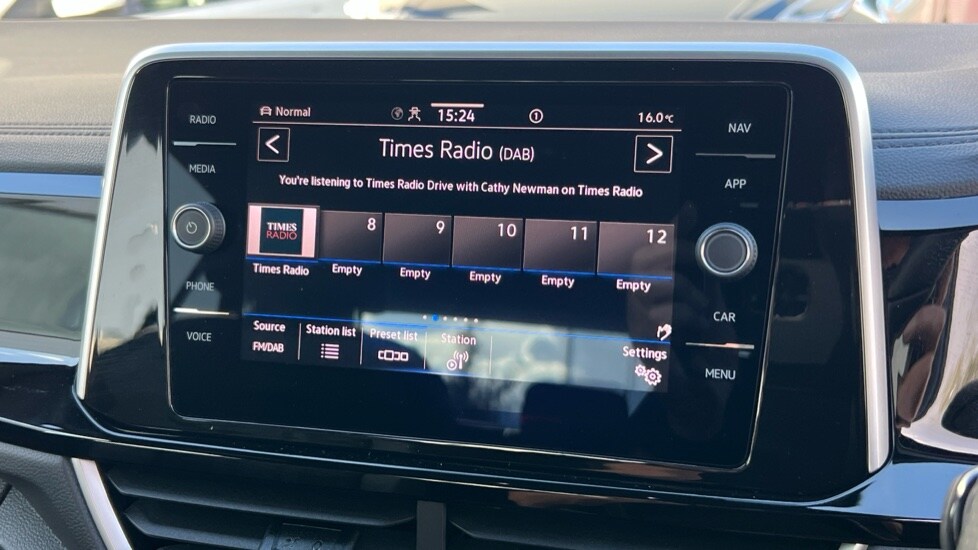 RADIO
MEDIA
PHONE
VOICE
Normal
15:24
1
16.0°C
<
Times Radio (DAB)
>
You're listening to Times Radio Drive with Cathy Newman on Times Radio
TIMES
RADIO
8
9
10
11
12
Times Radio
Empty
Empty
Empty
Empty
Empty
Source
FM/DAB
Station list
Preset list
Station
Settings
NAV
APP
CAR
MENU